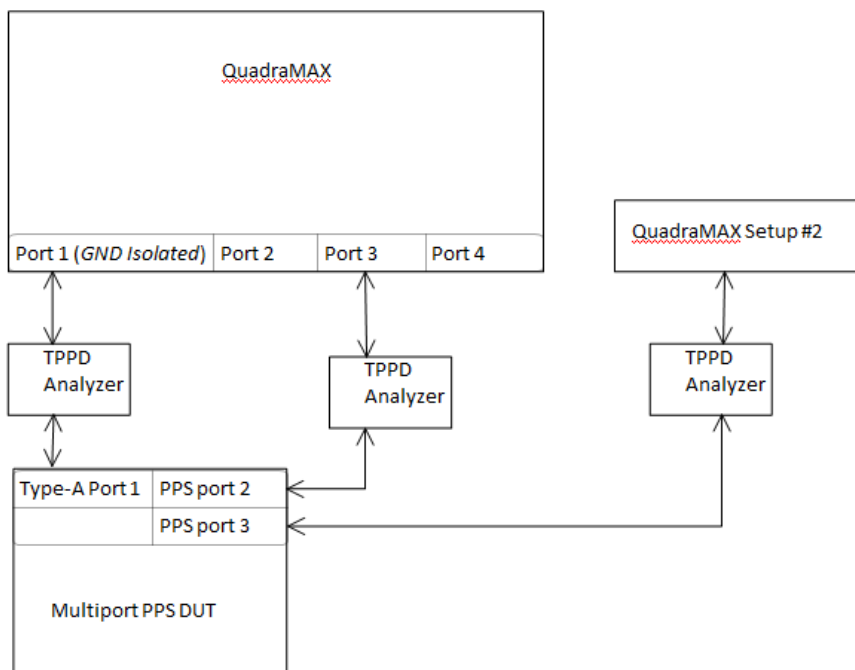 QuadraMAX
Port 1 (GND Isolated) Port 2 Port 3 Port 4
QuadraMAX Setup #2
TPPD
Analyzer
TPPD
Analyzer
TPPD
Analyzer
Type-A Port 1 PPS port 2
PPS port 3
Multiport PPS DUT